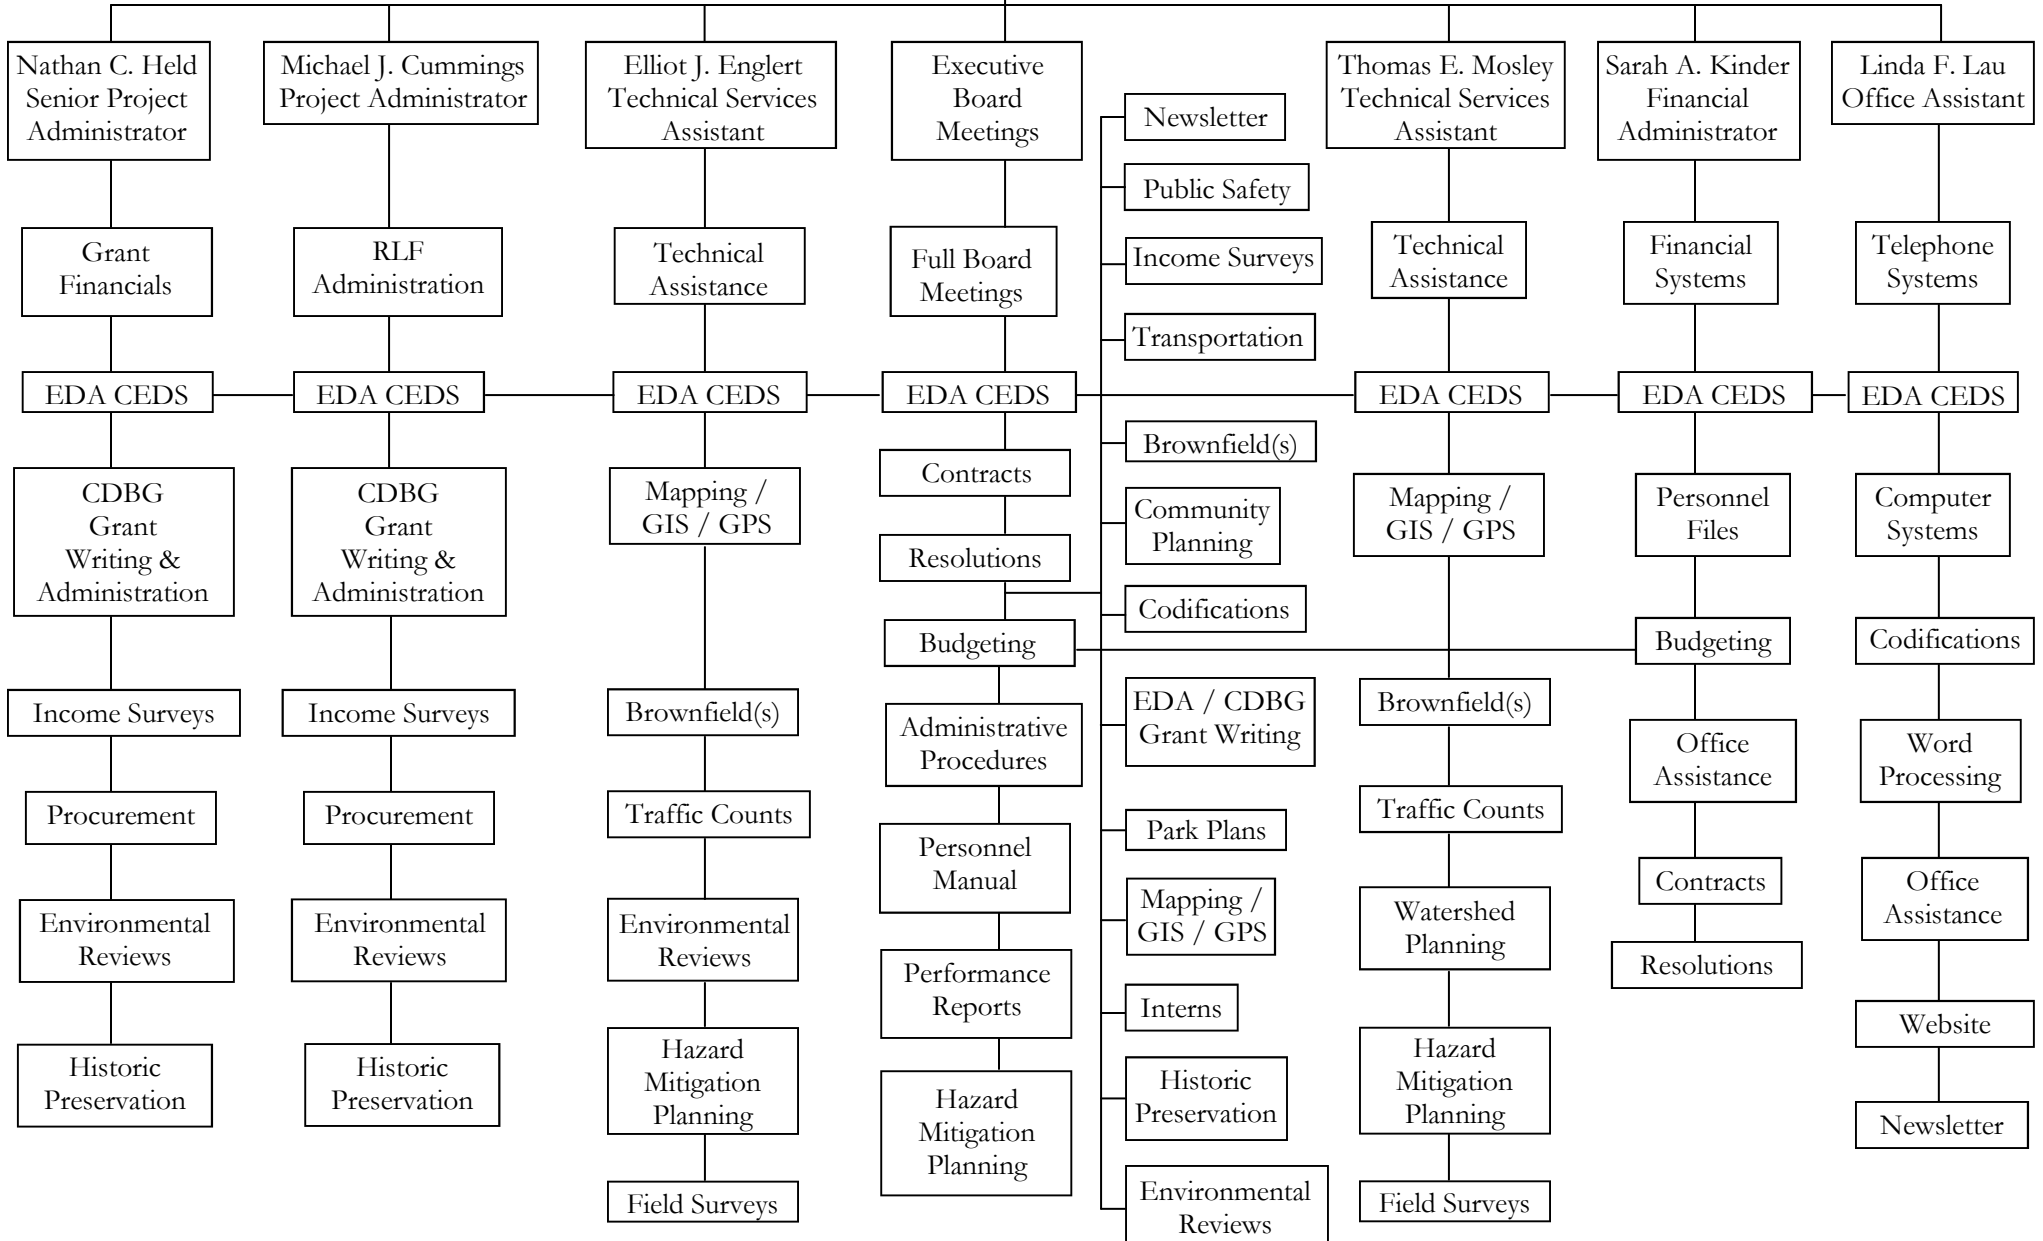 Nathan C. Held
Senior Project
Administrator
Grant
Financials
EDA CEDS
CDBG
Grant
Writing &
Administration
Income Surveys
Procurement
Environmental
Reviews
Historic
Preservation
Michael J. Cummings
Project Administrator
RLF
Administration
EDA CEDS
CDBG
Grant
Writing &
Administration
Income Surveys
Procurement
Environmental
Reviews
Historic
Preservation
Elliot J. Englert
Technical Services
Assistant
Technical
Assistance
EDA CEDS
Mapping /
GIS / GPS
Brownfield(s)
Traffic Counts
Environmental
Reviews
Hazard
Mitigation
Planning
Field Surveys
Executive
Board
Meetings
Full Board
Meetings
EDA CEDS
Contracts
Resolutions
Budgeting
Administrative
Procedures
Personnel
Manual
Performance
Reports
Hazard
Mitigation
Planning
Newsletter
Public Safety
Income Surveys
Transportation
Brownfield(s)
Community
Planning
Codifications
EDA / CDBG
Grant Writing
Park Plans
Mapping /
GIS / GPS
Interns
Historic
Preservation
Environmental
Reviews
Thomas E. Mosley
Technical Services
Assistant
Technical
Assistance
EDA CEDS
Mapping /
GIS / GPS
Brownfield(s)
Traffic Counts
Watershed
Planning
Hazard
Mitigation
Planning
Field Surveys
Sarah A. Kinder
Financial
Administrator
Financial
Systems
EDA CEDS
Personnel
Files
Budgeting
Office
Assistance
Contracts
Resolutions
Linda F. Lau
Office Assistant
Telephone
Systems
EDA CEDS
Computer
Systems
Codifications
Word
Processing
Office
Assistance
Website
Newsletter